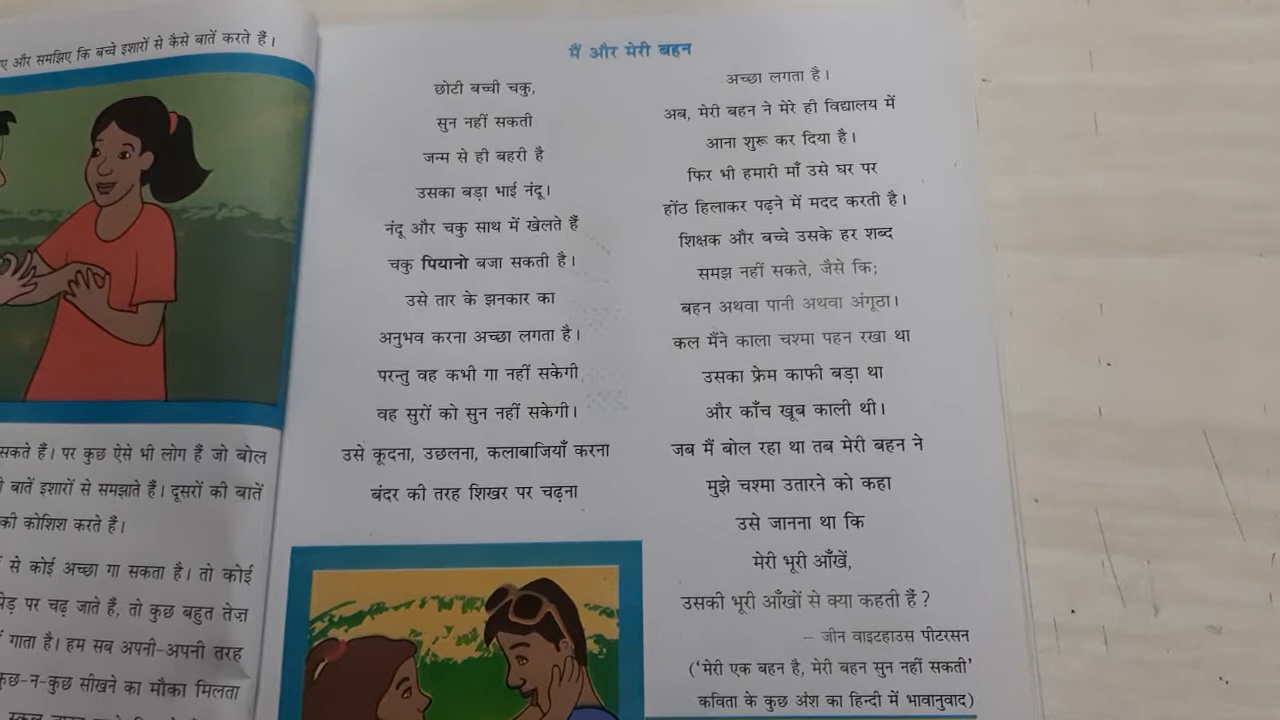 ए और समझिए कि बच्चे इशारों से कैसे बातें करते हैं।
सकते हैं। पर कुछ ऐसे भी लोग हैं जो बोल
बातें इशारों से समझाते हैं। दूसरों की बातें
की कोशिश करते हैं।
से कोई अच्छा गा सकता है। तो कोई
पेड़ पर चढ़ जाते हैं, तो कुछ बहुत तेज़
गाता है। हम सब अपनी-अपनी तरह
कुछ-न-कुछ सीखने का मौका मिलता
मैं और मेरी बहन
छोटी बच्ची चकु,
सुन नहीं सकती
जन्म से ही बहरी है
उसका बड़ा भाई नंदू।
नंदू और चकु साथ में खेलते हैं
चकु पियानो बजा सकती है।
उसे तार के झनकार का
अनुभव करना अच्छा लगता है।
परन्तु वह कभी गा नहीं सकेगी
वह सुरों को सुन नहीं सकेगी।
उसे कूदना, उछलना, कलाबाजियाँ करना
बंदर की तरह शिखर पर चढ़ना
अच्छा लगता है।
अब, मेरी बहन ने मेरे ही विद्यालय में
आना शुरू कर दिया है।
फिर भी हमारी माँ उसे घर पर
होंठ हिलाकर पढ़ने में मदद करती है।
शिक्षक और बच्चे उसके हर शब्द
समझ नहीं सकते, जैसे कि;
बहन अथवा पानी अथवा अंगूठा।
कल मैंने काला चश्मा पहन रखा था
उसका फ्रेम काफी बड़ा था
और काँच खूब काली थी।
जब मैं बोल रहा था तब मेरी बहन ने
मुझे चश्मा उतारने को कहा
उसे जानना था कि
मेरी भूरी आँखें,
उसकी भूरी आँखों से क्या कहती हैं ?
– जीन वाइटहाउस पीटरसन
('मेरी एक बहन है, मेरी बहन सुन नहीं सकती'
कविता के कुछ अंश का हिन्दी में भावानुवाद)